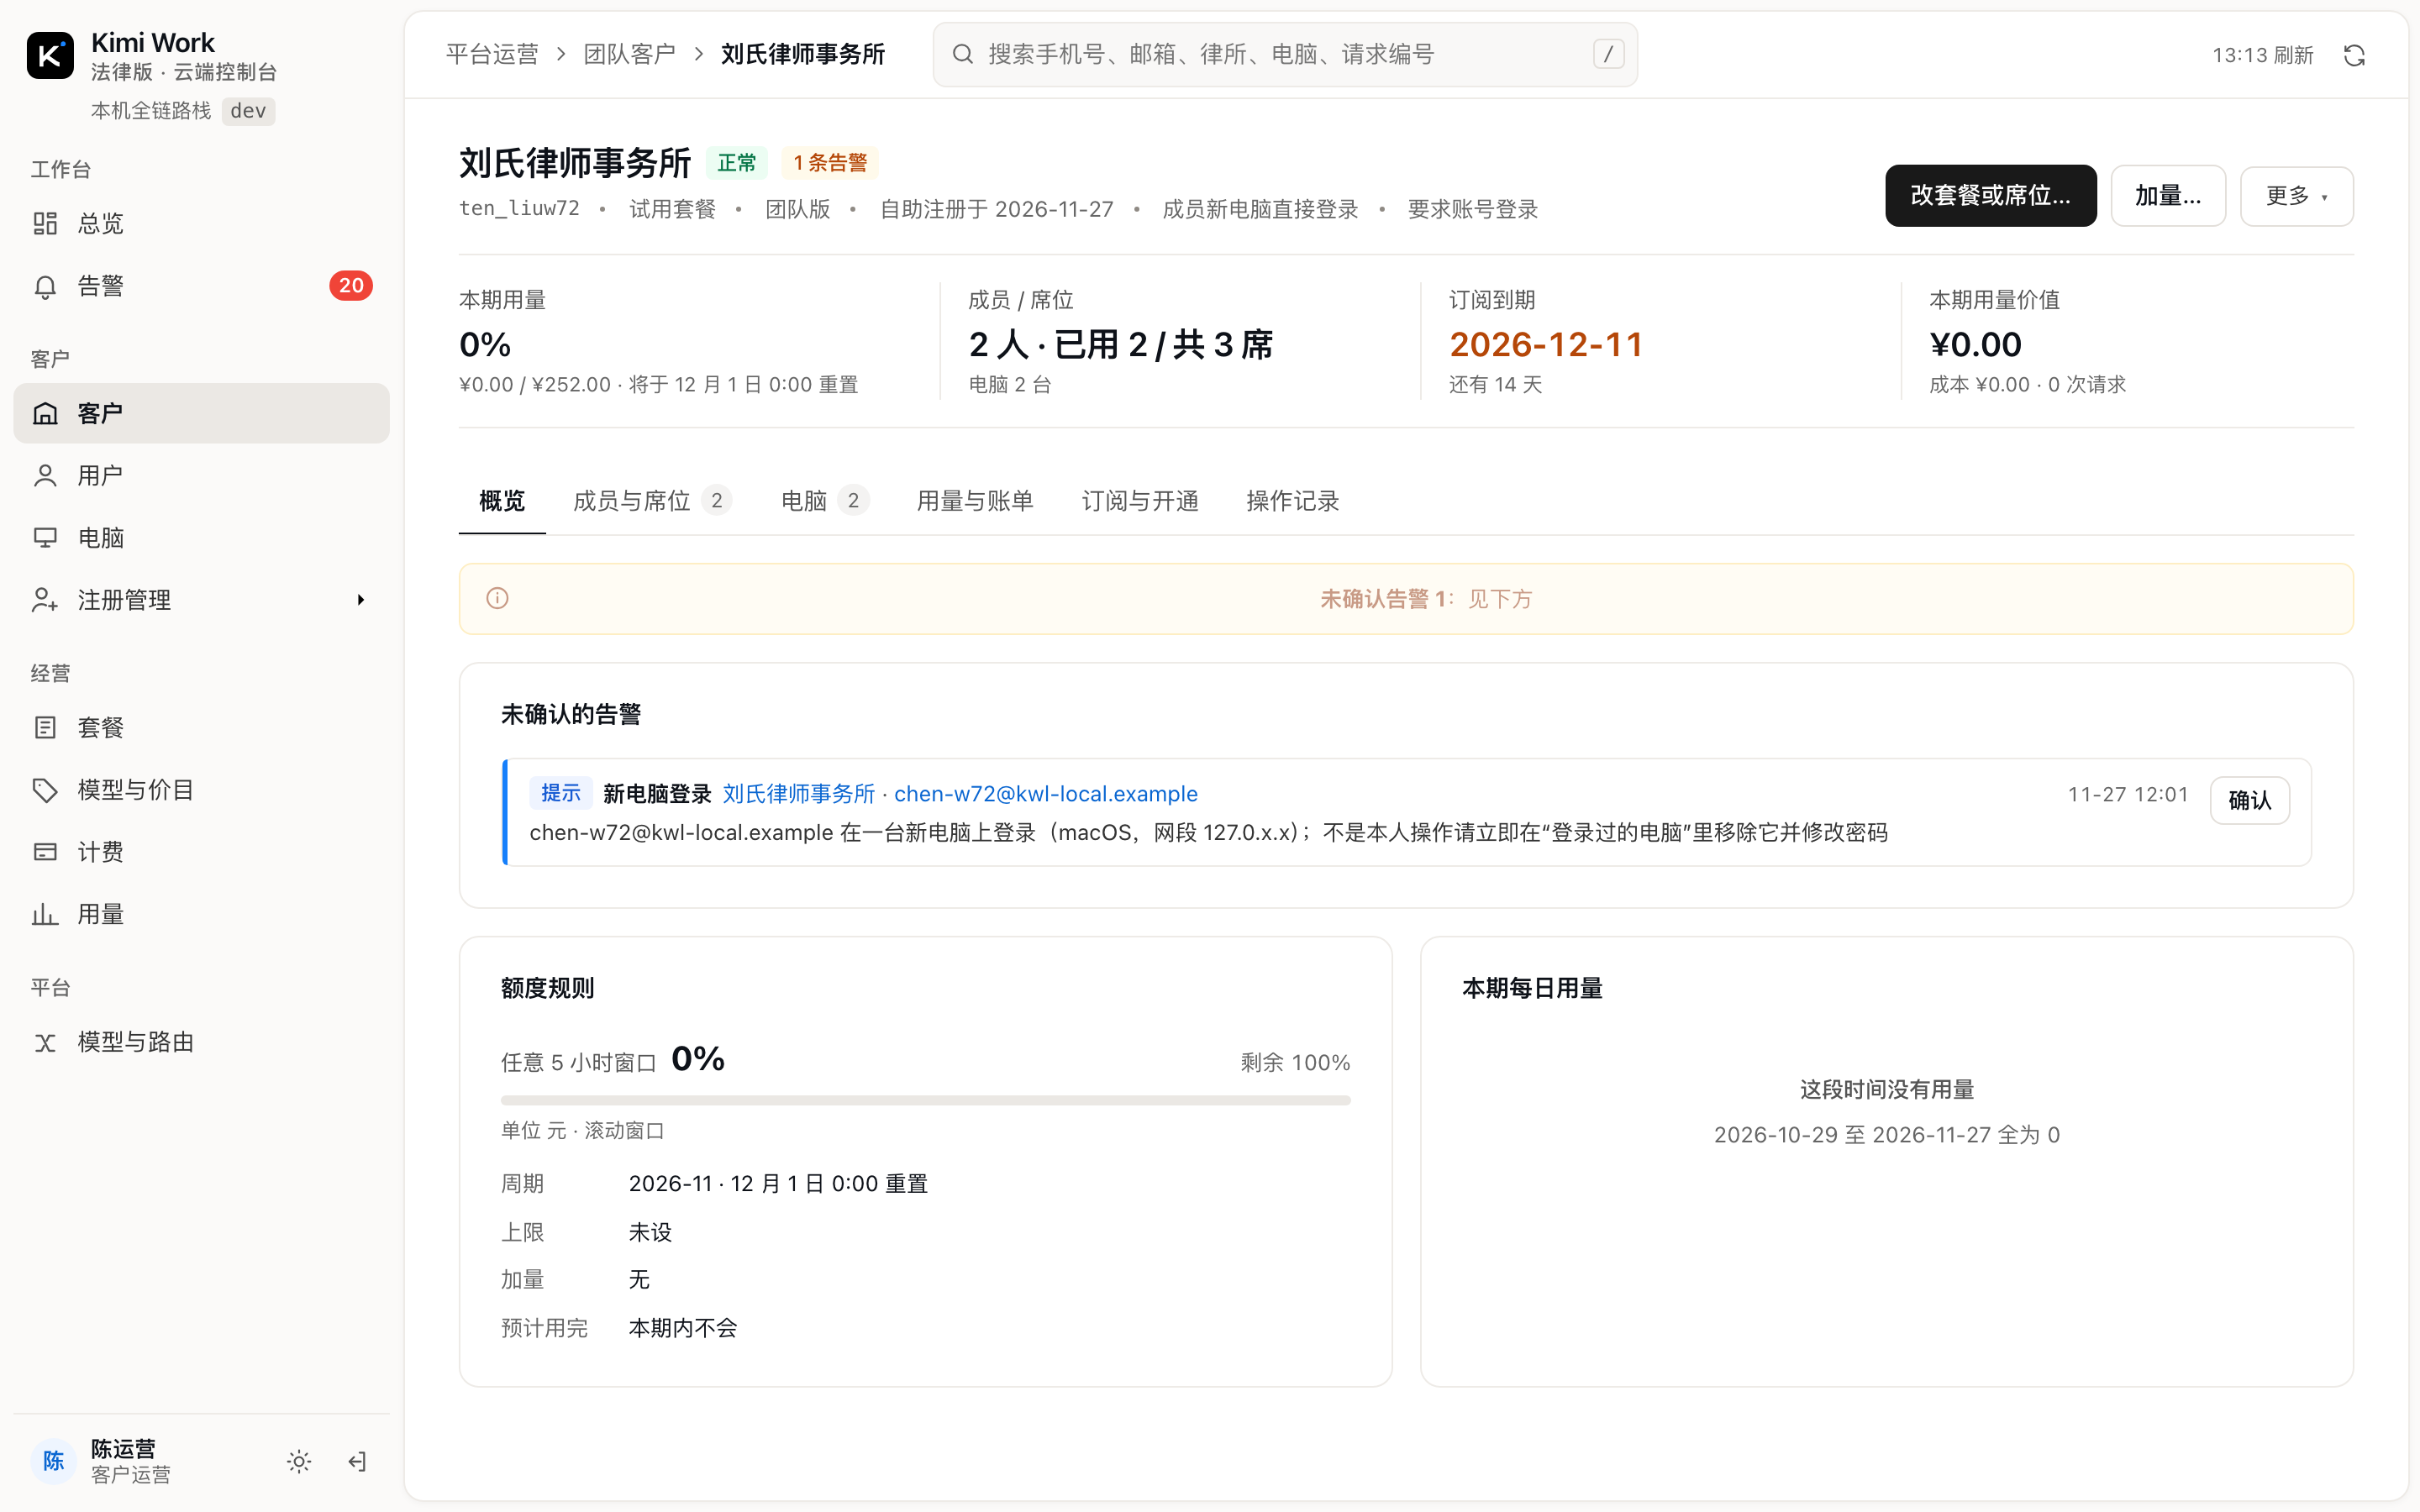 Kimi Work
法律版 · 云端控制台
本机全链路栈 dev
工作台
总览
告警 20
客户
客户
用户
电脑
注册管理
经营
套餐
模型与价目
计费
用量
平台
模型与路由
陈 陈运营
客户运营
平台运营 > 团队客户 > 刘氏律师事务所
搜索手机号、邮箱、律所、电脑、请求编号 /
13:13 刷新
刘氏律师事务所 正常 1 条告警
ten_liuw72 • 试用套餐 • 团队版 • 自助注册于 2026-11-27 • 成员新电脑直接登录 • 要求账号登录
改套餐或席位... 加量... 更多
本期用量
0%
¥0.00 / ¥252.00 · 将于 12 月 1 日 0:00 重置
成员 / 席位
2 人 · 已用 2 / 共 3 席
电脑 2 台
订阅到期
2026-12-11
还有 14 天
本期用量价值
¥0.00
成本 ¥0.00 · 0 次请求
概览 成员与席位 2 电脑 2 用量与账单 订阅与开通 操作记录
未确认告警 1： 见下方
未确认的告警
提示 新电脑登录 刘氏律师事务所 · chen-w72@kwl-local.example 11-27 12:01 确认
chen-w72@kwl-local.example 在一台新电脑上登录（macOS，网段 127.0.x.x）；不是本人操作请立即在“登录过的电脑”里移除它并修改密码
额度规则
任意 5 小时窗口 0% 剩余 100%
单位 元 · 滚动窗口
周期 2026-11 · 12 月 1 日 0:00 重置
上限 未设
加量 无
预计用完 本期内不会
本期每日用量
这段时间没有用量
2026-10-29 至 2026-11-27 全为 0